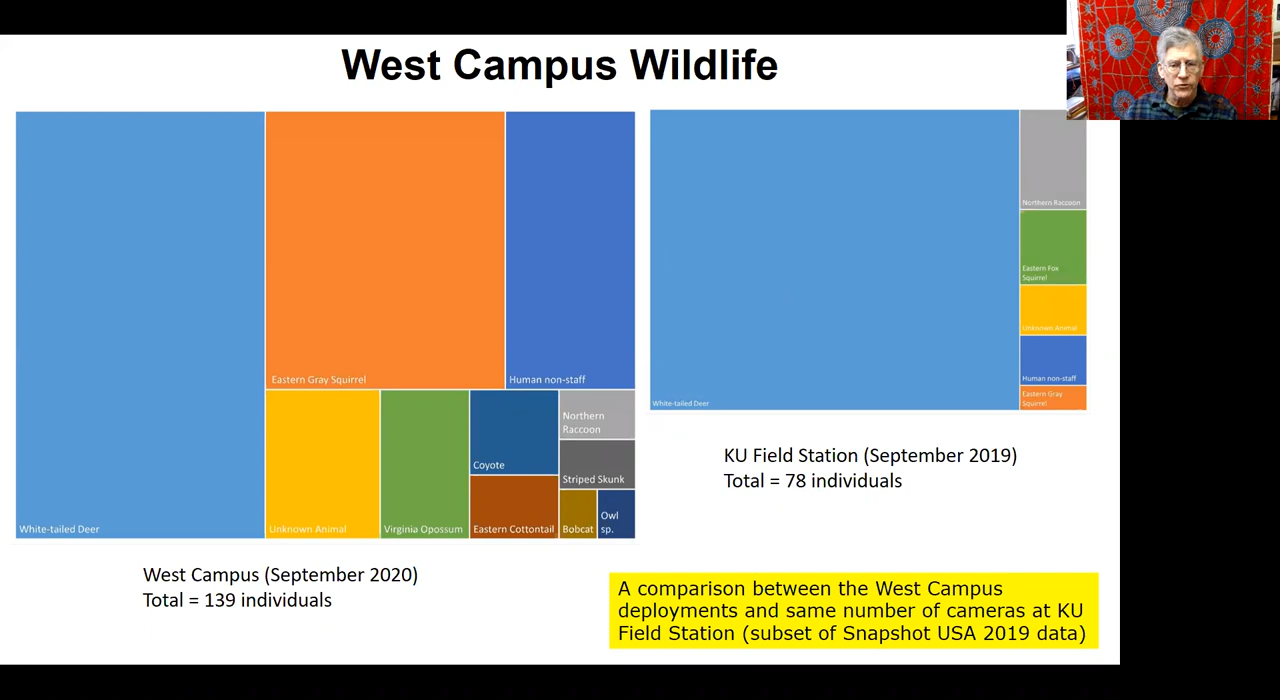 West Campus Wildlife
White-tailed Deer
Eastern Gray Squirrel
Human non-staff
Unknown Animal
Virginia Opossum
Coyote
Eastern Cottontail
Northern
Raccoon
Striped Skunk
Bobcat
Owl
sp.
West Campus (September 2020)
Total = 139 individuals
White-tailed Deer
Northern Raccoon
Eastern Fox
Squirrel
Unknown Animal
Human non-staff
Eastern Gray
Squirrel
KU Field Station (September 2019)
Total = 78 individuals
A comparison between the West Campus
deployments and same number of cameras at KU
Field Station (subset of Snapshot USA 2019 data)